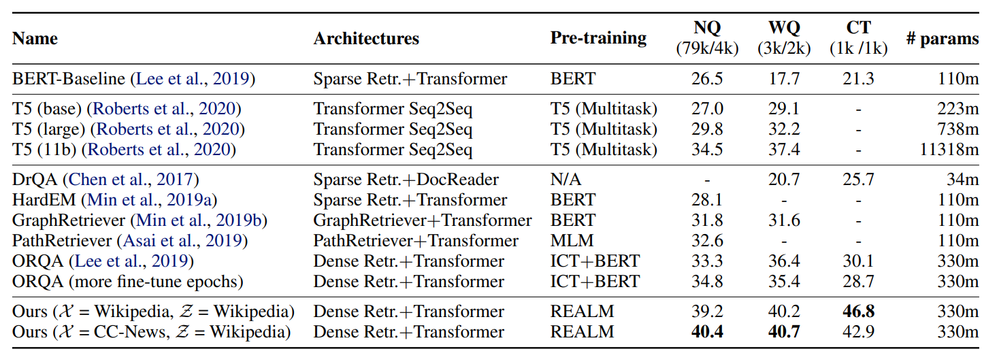 Name Architectures Pre-training NQ (79k/4k) WQ (3k/2k) CT (1k /1k) # params
BERT-Baseline (Lee et al., 2019) Sparse Retr.+Transformer BERT 26.5 17.7 21.3 110m
T5 (base) (Roberts et al., 2020) Transformer Seq2Seq T5 (Multitask) 27.0 29.1 - 223m
T5 (large) (Roberts et al., 2020) Transformer Seq2Seq T5 (Multitask) 29.8 32.2 - 738m
T5 (11b) (Roberts et al., 2020) Transformer Seq2Seq T5 (Multitask) 34.5 37.4 - 11318m
DrQA (Chen et al., 2017) Sparse Retr.+DocReader N/A - 20.7 25.7 34m
HardEM (Min et al., 2019a) Sparse Retr.+Transformer BERT 28.1 - - 110m
GraphRetriever (Min et al., 2019b) GraphRetriever+Transformer BERT 31.8 31.6 - 110m
PathRetriever (Asai et al., 2019) PathRetriever+Transformer MLM 32.6 - - 110m
ORQA (Lee et al., 2019) Dense Retr.+Transformer ICT+BERT 33.3 36.4 30.1 330m
ORQA (more fine-tune epochs) Dense Retr.+Transformer ICT+BERT 34.8 35.4 28.7 330m
Ours (𝒳 = Wikipedia, 𝒵 = Wikipedia) Dense Retr.+Transformer REALM 39.2 40.2 46.8 330m
Ours (𝒳 = CC-News, 𝒵 = Wikipedia) Dense Retr.+Transformer REALM 40.4 40.7 42.9 330m